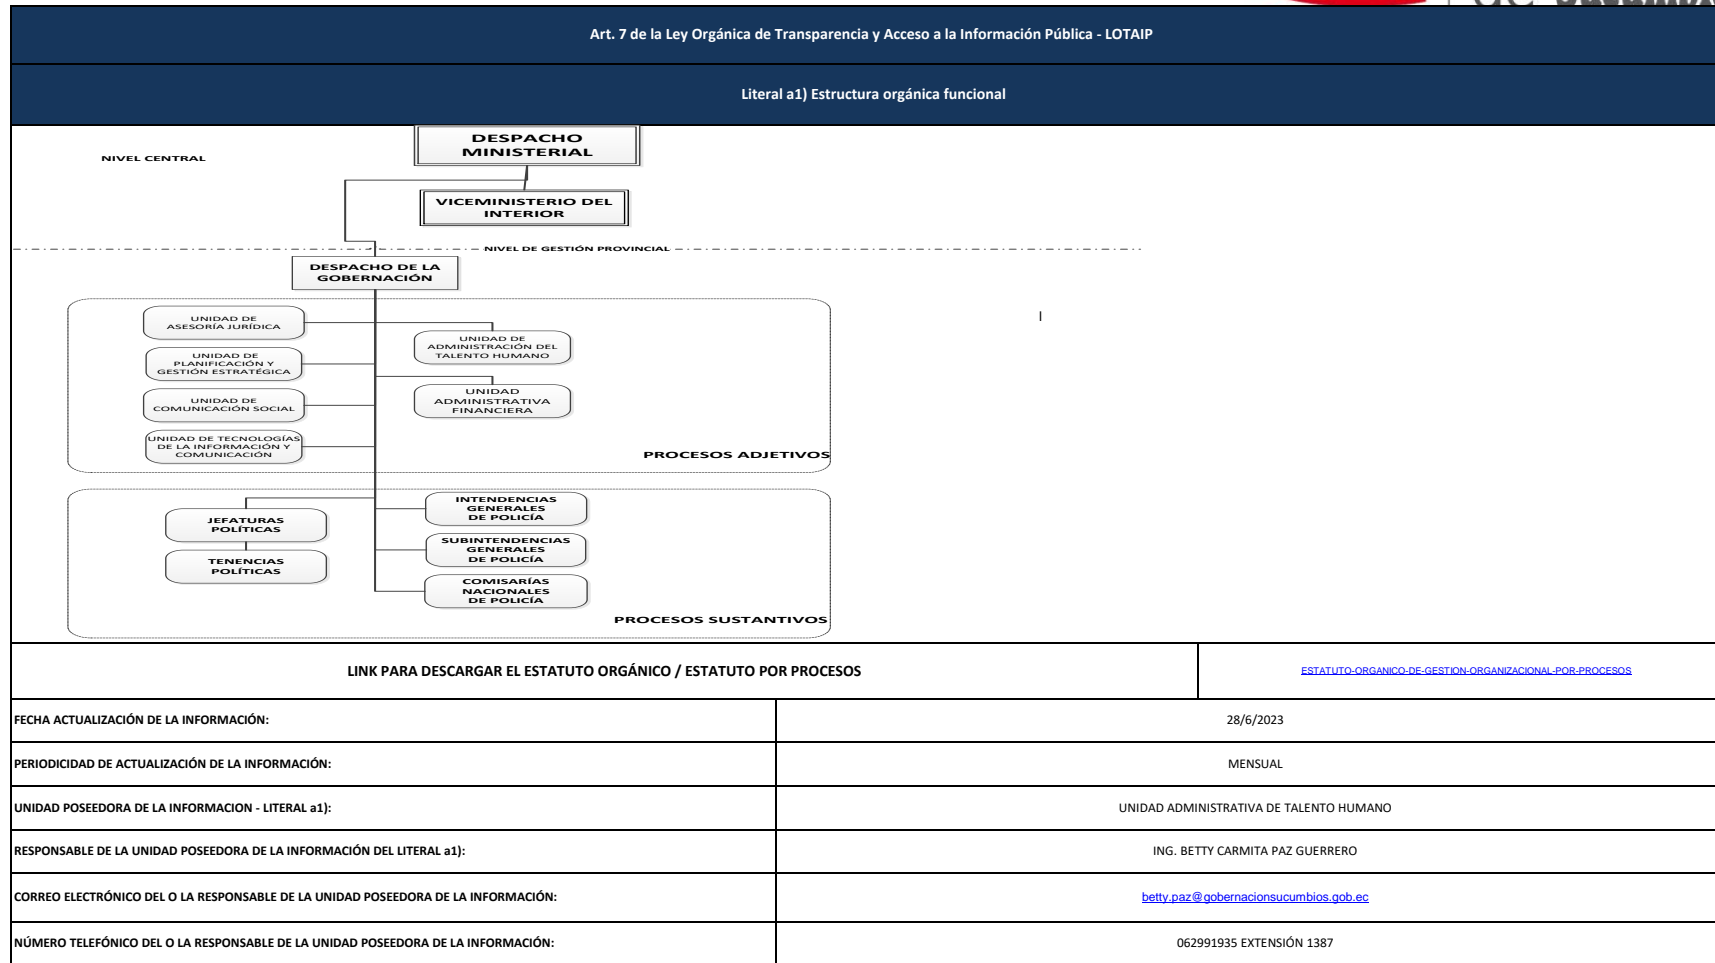 Art. 7 de la Ley Orgánica de Transparencia y Acceso a la Información Pública - LOTAIP
Literal a1) Estructura orgánica funcional
DESPACHO
MINISTERIAL
NIVEL CENTRAL
VICEMINISTERIO DEL
INTERIOR
NIVEL DE GESTIÓN PROVINCIAL
DESPACHO DE LA
GOBERNACIÓN
UNIDAD DE
ASESORÍA JURÍDICA
UNIDAD DE
ADMINISTRACIÓN DEL
TALENTO HUMANO
UNIDAD DE
PLANIFICACIÓN Y
GESTIÓN ESTRATÉGICA
UNIDAD
ADMINISTRATIVA
FINANCIERA
UNIDAD DE
COMUNICACIÓN SOCIAL
UNIDAD DE TECNOLOGÍAS
DE LA INFORMACIÓN Y
COMUNICACIÓN
PROCESOS ADJETIVOS
I
JEFATURAS
POLÍTICAS
TENENCIAS
POLÍTICAS
INTENDENCIAS
GENERALES
DE POLICÍA
SUBINTENDENCIAS
GENERALES
DE POLICÍA
COMISARÍAS
NACIONALES
DE POLICÍA
PROCESOS SUSTANTIVOS
LINK PARA DESCARGAR EL ESTATUTO ORGÁNICO / ESTATUTO POR PROCESOS
ESTATUTO-ORGANICO-DE-GESTION-ORGANIZACIONAL-POR-PROCESOS
FECHA ACTUALIZACIÓN DE LA INFORMACIÓN:
28/6/2023
PERIODICIDAD DE ACTUALIZACIÓN DE LA INFORMACIÓN:
MENSUAL
UNIDAD POSEEDORA DE LA INFORMACION - LITERAL a1):
UNIDAD ADMINISTRATIVA DE TALENTO HUMANO
RESPONSABLE DE LA UNIDAD POSEEDORA DE LA INFORMACIÓN DEL LITERAL a1):
ING. BETTY CARMITA PAZ GUERRERO
CORREO ELECTRÓNICO DEL O LA RESPONSABLE DE LA UNIDAD POSEEDORA DE LA INFORMACIÓN:
betty.paz@gobernacionsucumbios.gob.ec
NÚMERO TELEFÓNICO DEL O LA RESPONSABLE DE LA UNIDAD POSEEDORA DE LA INFORMACIÓN:
062991935 EXTENSIÓN 1387